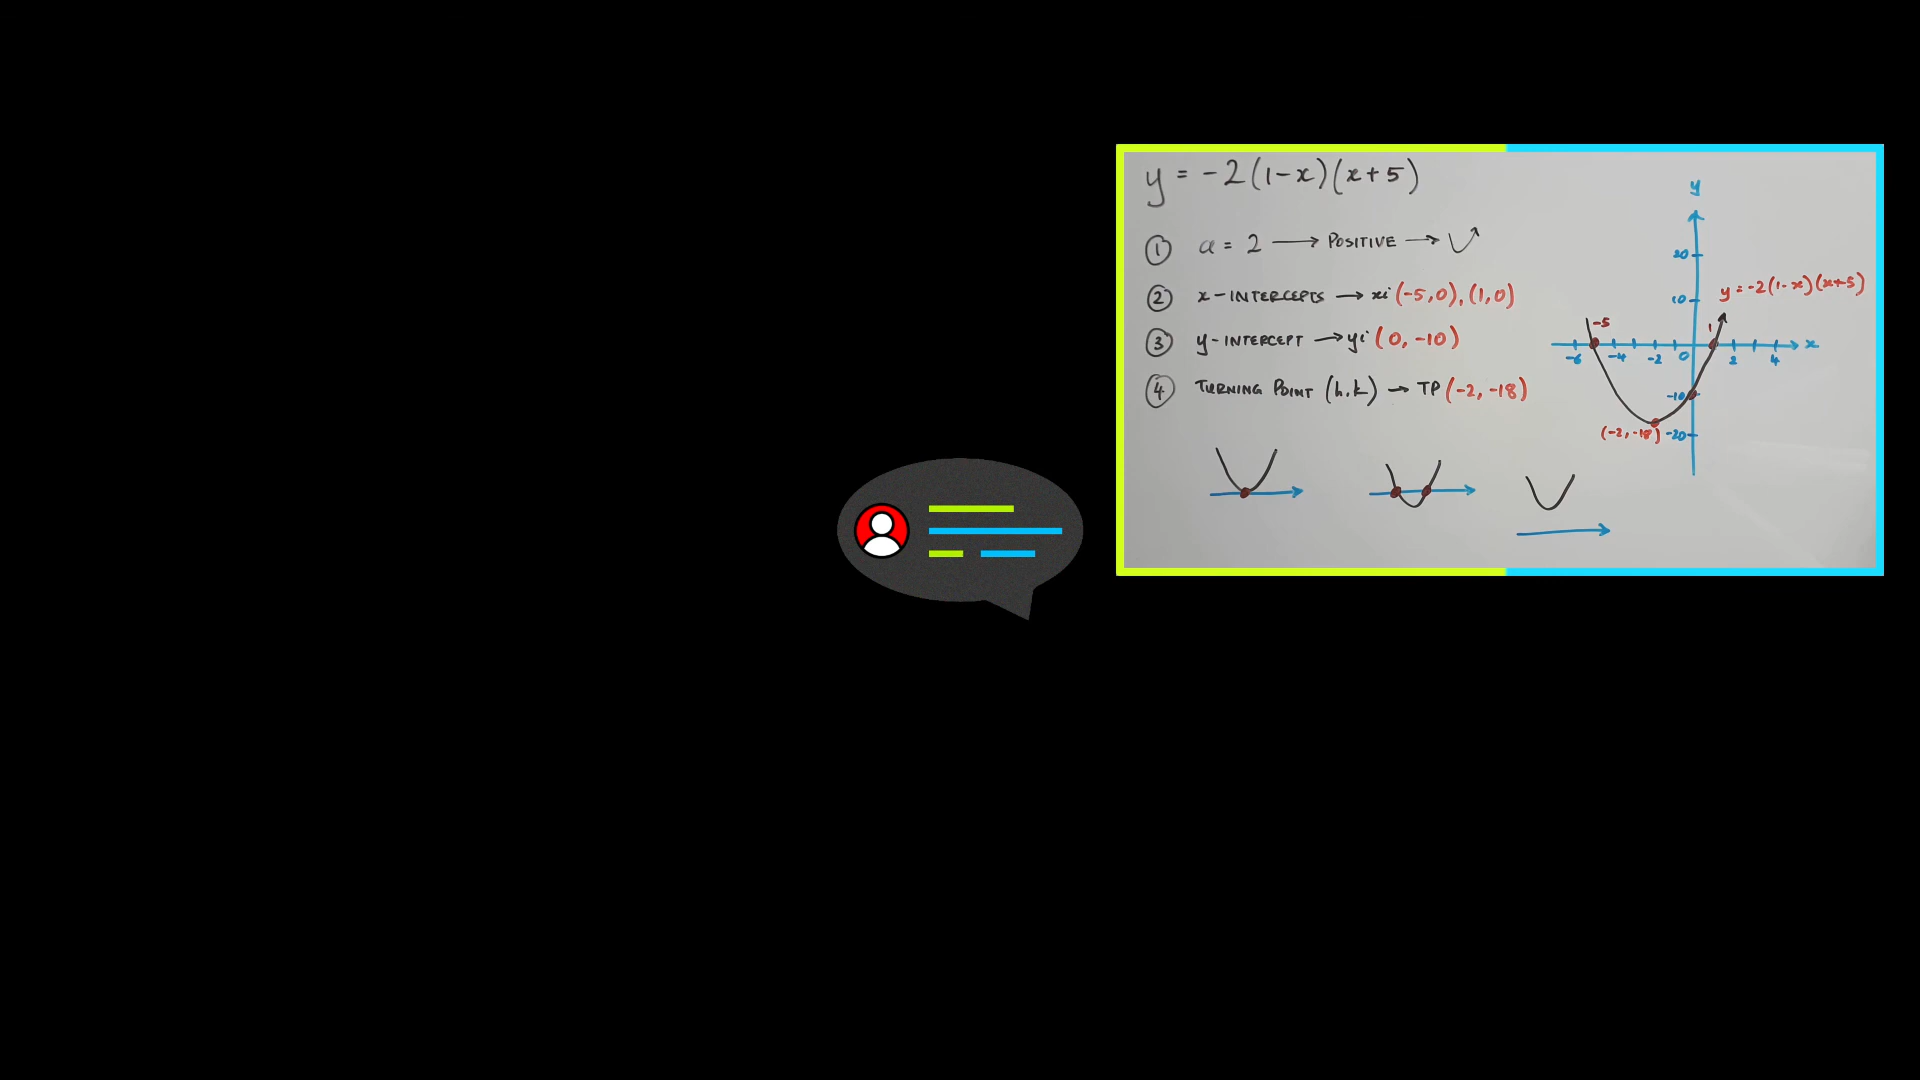 y = -2(1-x)(x+5)
① a = 2 → POSITIVE →
② x-INTERCEPTS → xi (-5,0), (1,0)
③ y-INTERCEPT → yi (0, -10)
④ TURNING POINT (h,k) → TP (-2, -18)
y
20
10
y = -2(1-x)(x+5)
-5
1
-6 -4 -2 0 2 4 x
-10
(-2, -18) -20